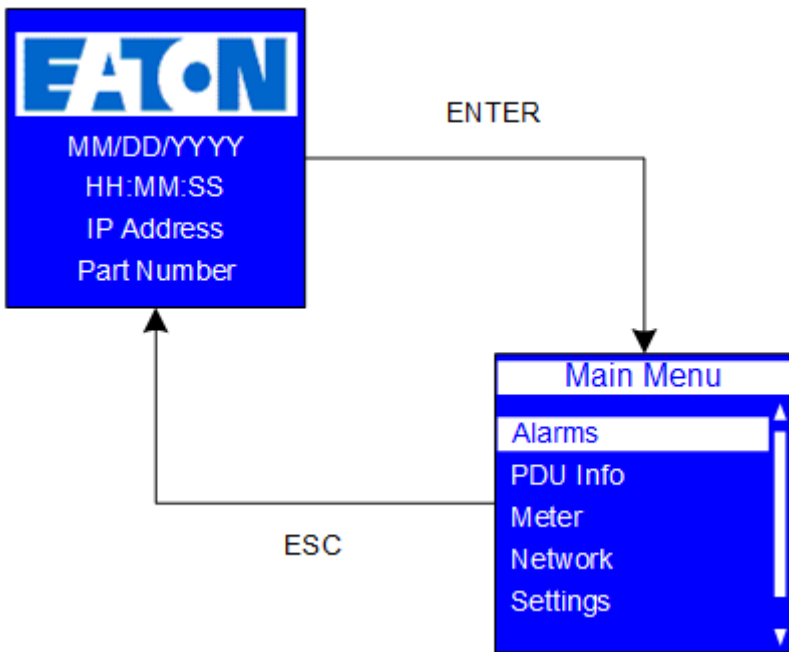 EATON
MM/DD/YYYY
HH:MM:SS
IP Address
Part Number
ENTER
Main Menu
Alarms
PDU Info
Meter
Network
Settings
ESC